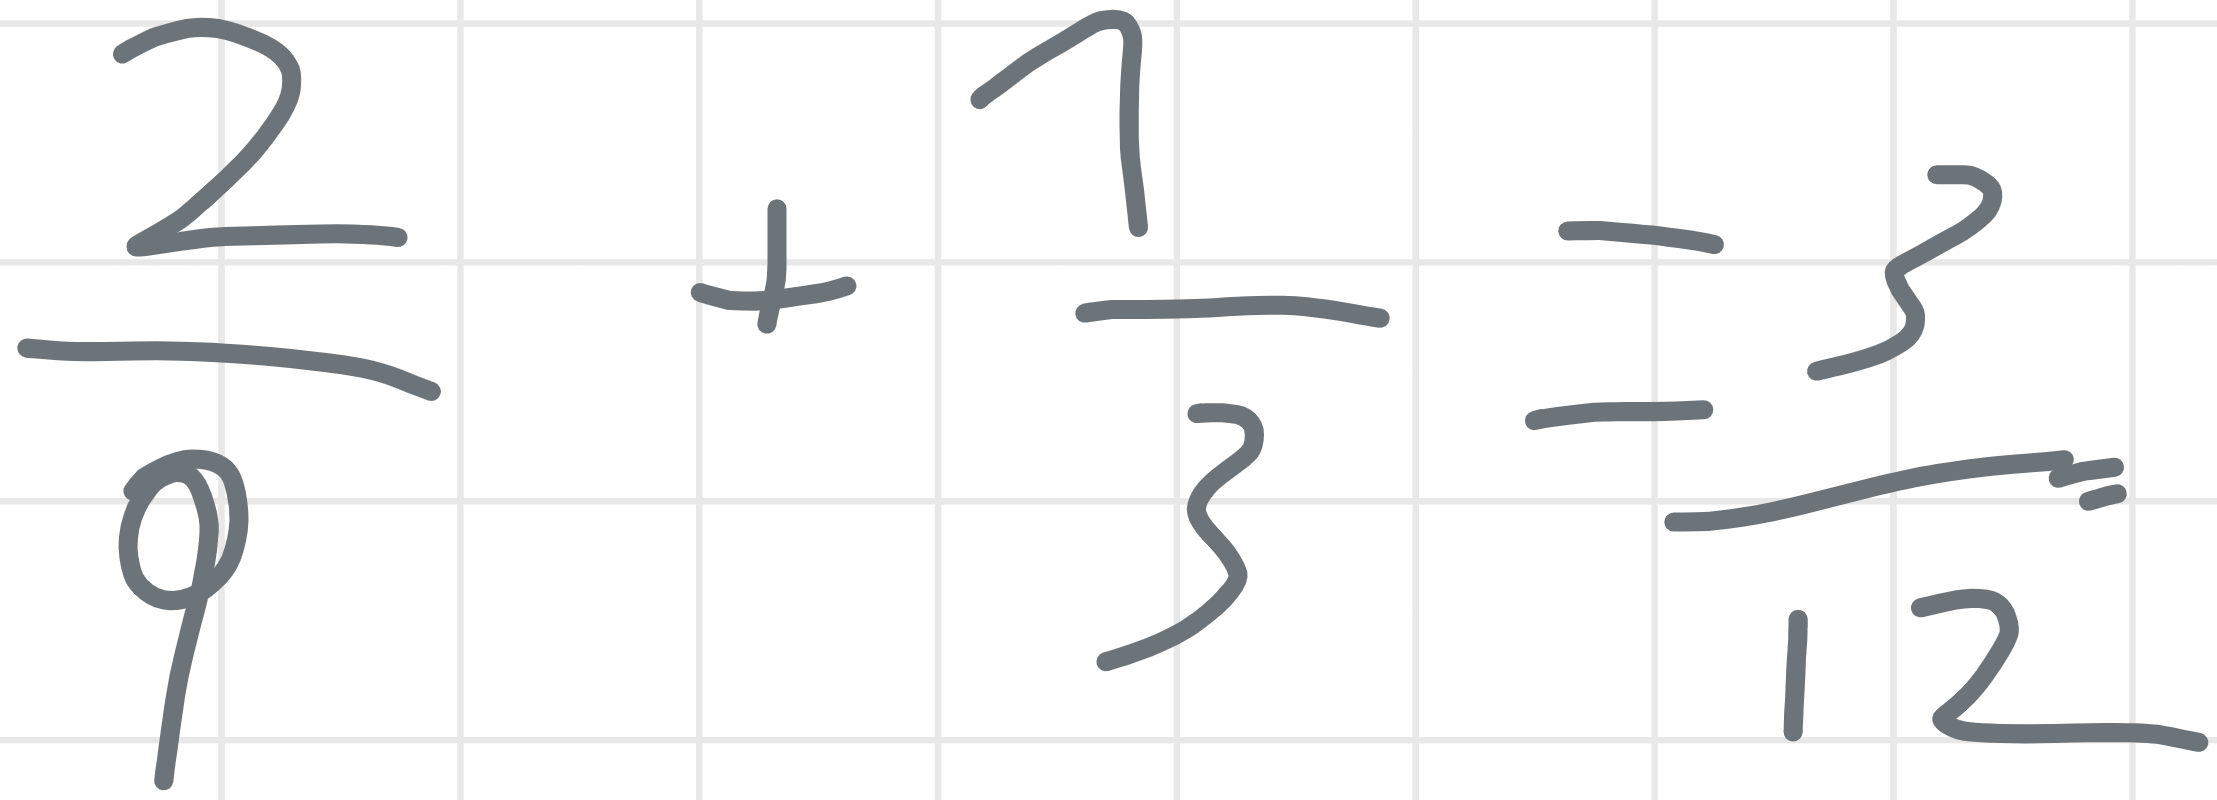 2/9 + 1/3 = 3/12